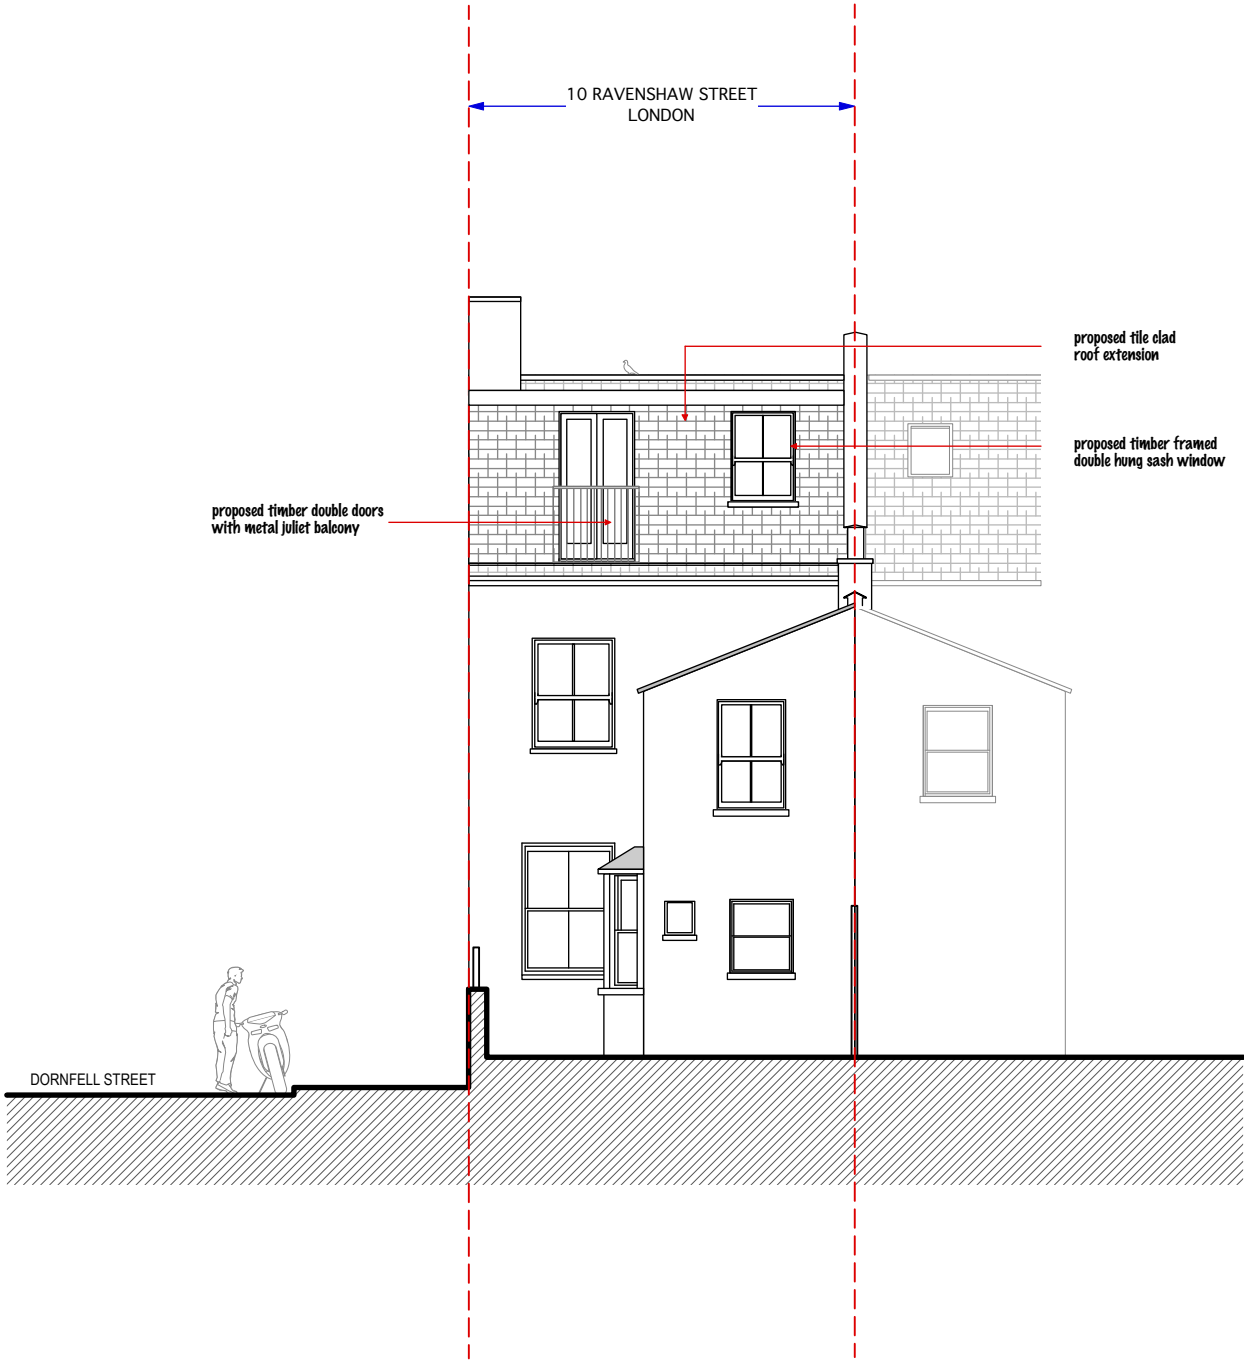 10 RAVENSHAW STREET
LONDON
proposed tile clad
roof extension
proposed timber framed
double hung sash window
proposed timber double doors
with metal juliet balcony
DORNFELL STREET